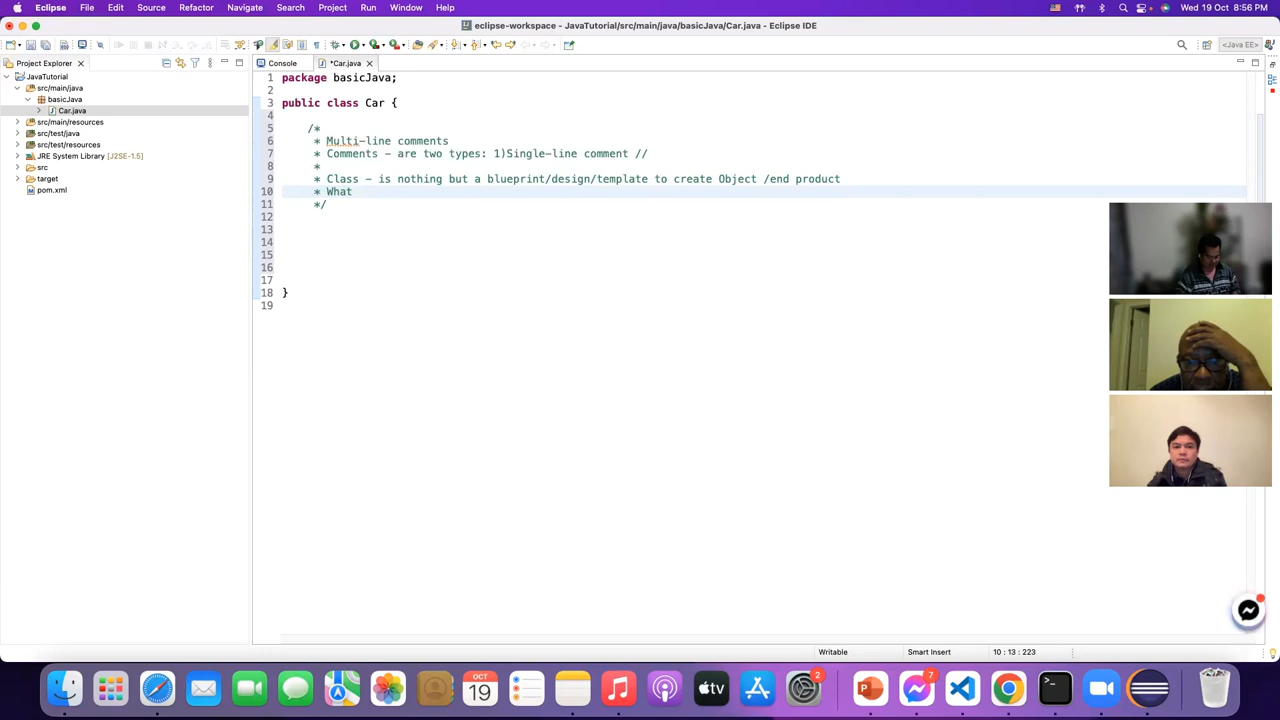 Eclipse File Edit Source Refactor Navigate Search Project Run Window Help Wed 19 Oct 8:56 PM
eclipse-workspace - JavaTutorial/src/main/java/basicJava/Car.java - Eclipse IDE
<Java EE>
Project Explorer
Console *Car.java
JavaTutorial
src/main/java
basicJava
Car.java
src/main/resources
src/test/java
src/test/resources
JRE System Library [J2SE-1.5]
src
target
pom.xml
1 package basicJava;
2
3 public class Car {
4
5 /*
6 * Multi-line comments
7 * Comments - are two types: 1)Single-line comment //
8 *
9 * Class - is nothing but a blueprint/design/template to create Object /end product
10 * What
11 */
12
13
14
15
16
17
18 }
19
Writable Smart Insert 10 : 13 : 223
OCT
19
tv
2
7
>_